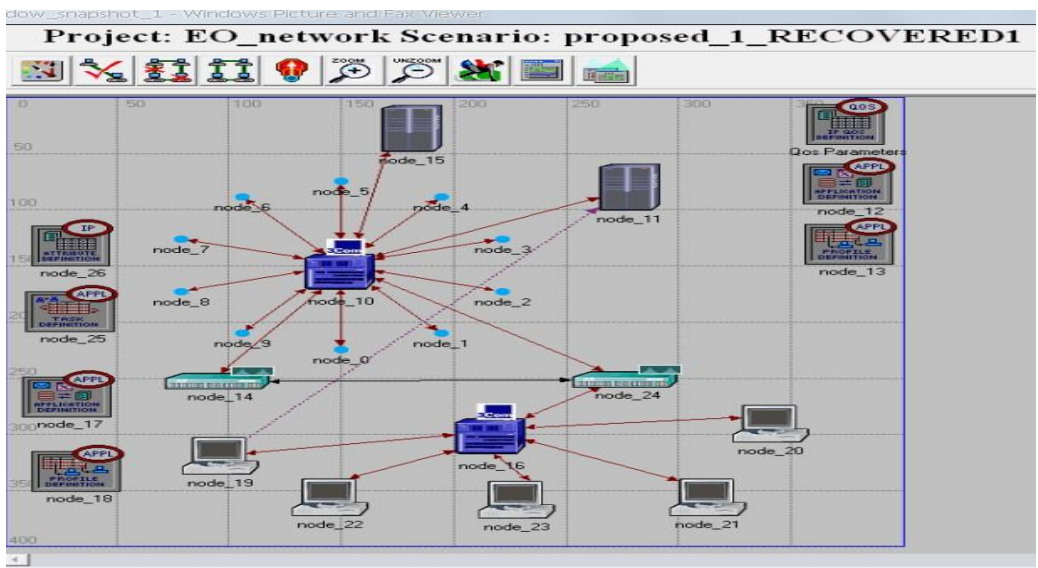 dow_snapshot_1 - Windows Picture and Fax Viewer
Project: EO_network Scenario: proposed_1_RECOVERED1
ZOOM UNZOOM
0 50 100 150 200 250 300 350
QOS
IP QOS
DEFINITION
Qos Parameters
50
node_15
APPL
APPLICATION
DEFINITION
node_12
node_5
100
node_6
node_4
node_11
APPL
PROFILE
DEFINITION
node_13
IP
ATTRIBUTE
DEFINITION
node_26
3Com
node_7
node_3
150
node_10
node_8
node_2
APPL
TASK
DEFINITION
node_25
200
node_9
node_0
node_1
250
node_14
node_24
APPL
APPLICATION
DEFINITION
node_17
3Com
300
node_16
node_20
APPL
PROFILE
DEFINITION
node_18
350
node_19
node_22
node_23
node_21
400